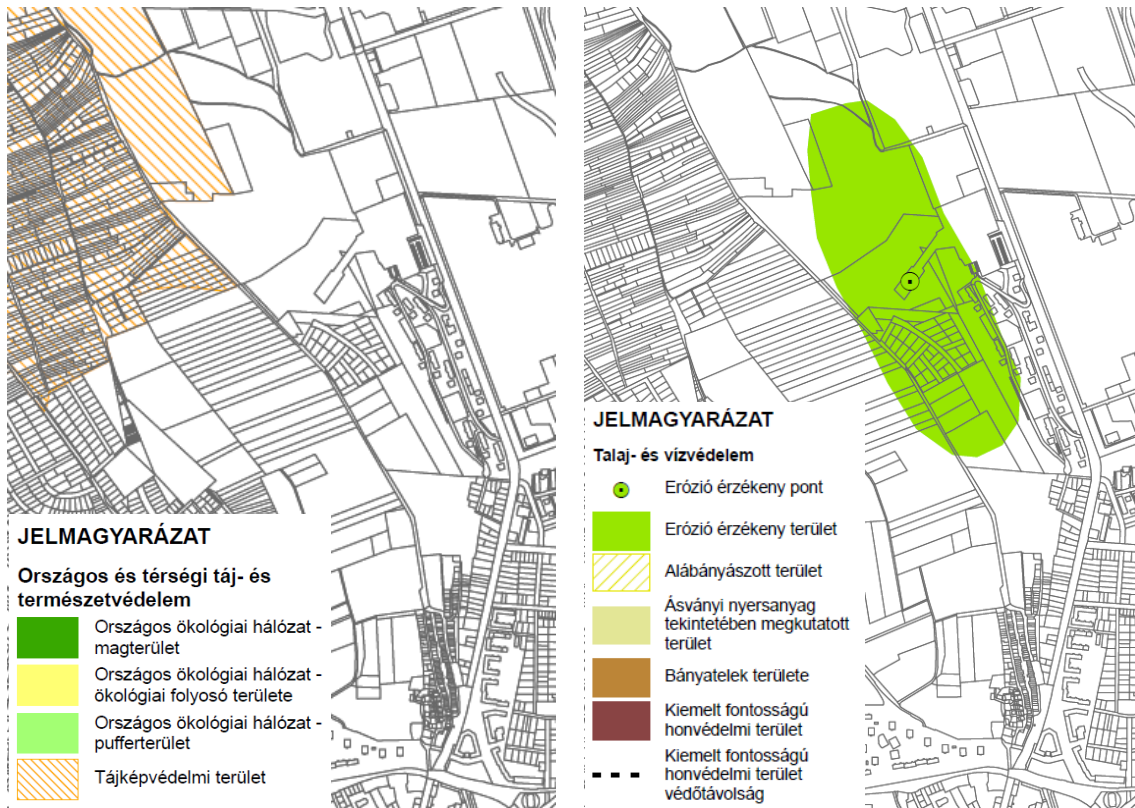 JELMAGYARÁZAT
Országos és térségi táj- és
természetvédelem
Országos ökológiai hálózat -
magterület
Országos ökológiai hálózat -
ökológiai folyosó területe
Országos ökológiai hálózat -
pufferterület
Tájképvédelmi terület
JELMAGYARÁZAT
Talaj- és vízvédelem
Erózió érzékeny pont
Erózió érzékeny terület
Alábányászott terület
Ásványi nyersanyag
tekintetében megkutatott
terület
Bányatelek területe
Kiemelt fontosságú
honvédelmi terület
Kiemelt fontosságú
honvédelmi terület
védőtávolság